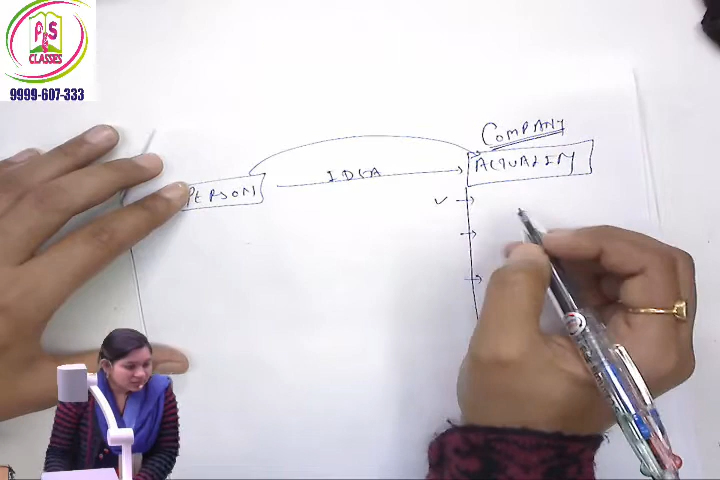 P&S
CLASSES
9999-607-333
COMPANY
ACTUALITY
IDEA
PERSON